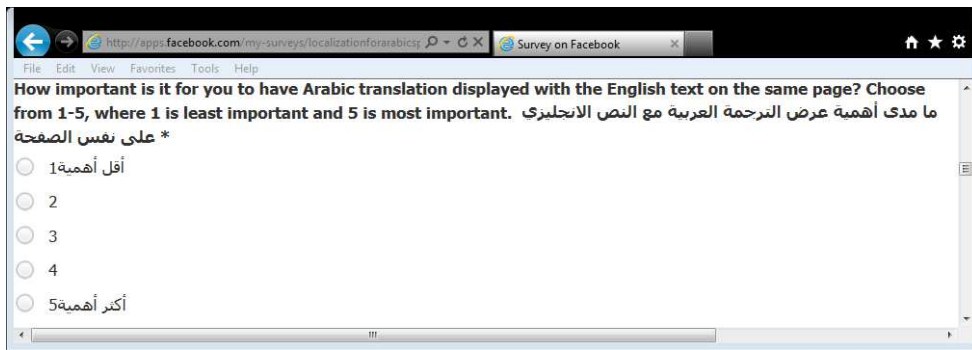 http://apps.facebook.com/my-surveys/localizationforarabicsp
Survey on Facebook
File Edit View Favorites Tools Help
How important is it for you to have Arabic translation displayed with the English text on the same page? Choose
from 1-5, where 1 is least important and 5 is most important. ما مدى أهمية عرض الترجمة العربية مع النص الانجليزي
على نفس الصفحة *
أقل أهمية1
2
3
4
أكثر أهمية5